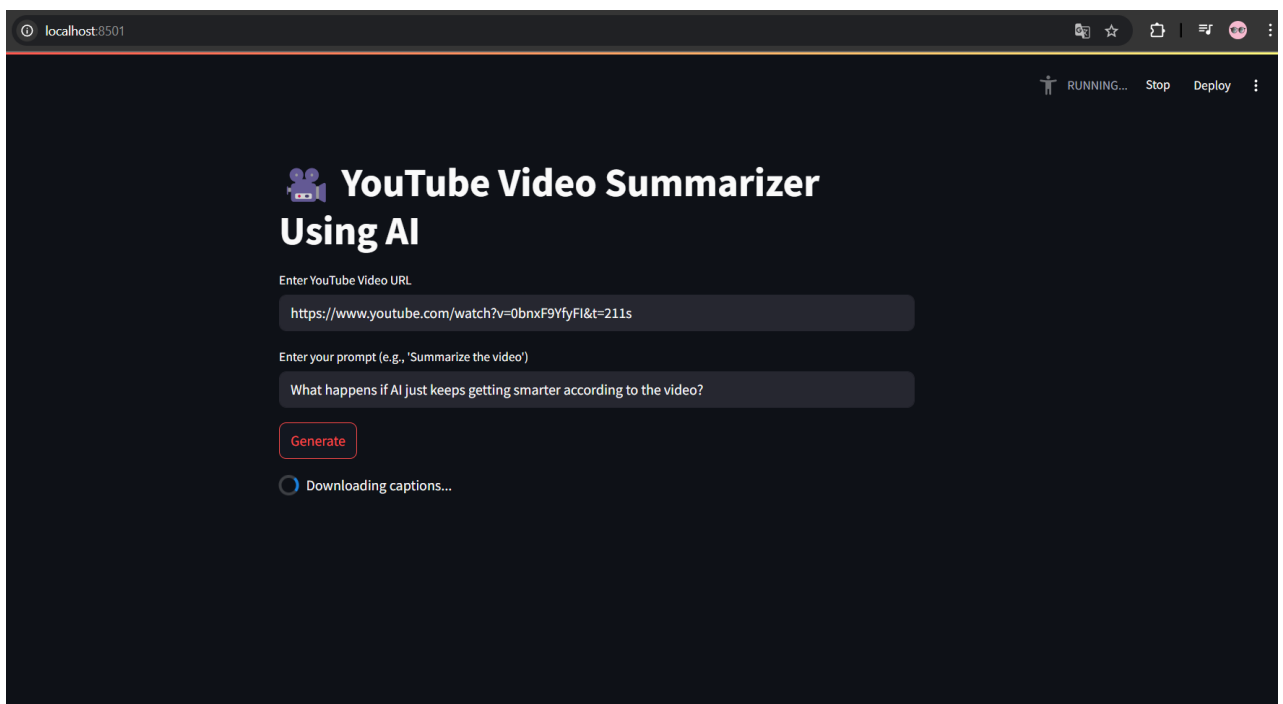 localhost:8501
RUNNING... Stop Deploy
YouTube Video Summarizer
Using AI
Enter YouTube Video URL
https://www.youtube.com/watch?v=0bnxF9YfyFI&t=211s
Enter your prompt (e.g., 'Summarize the video')
What happens if AI just keeps getting smarter according to the video?
Generate
Downloading captions...